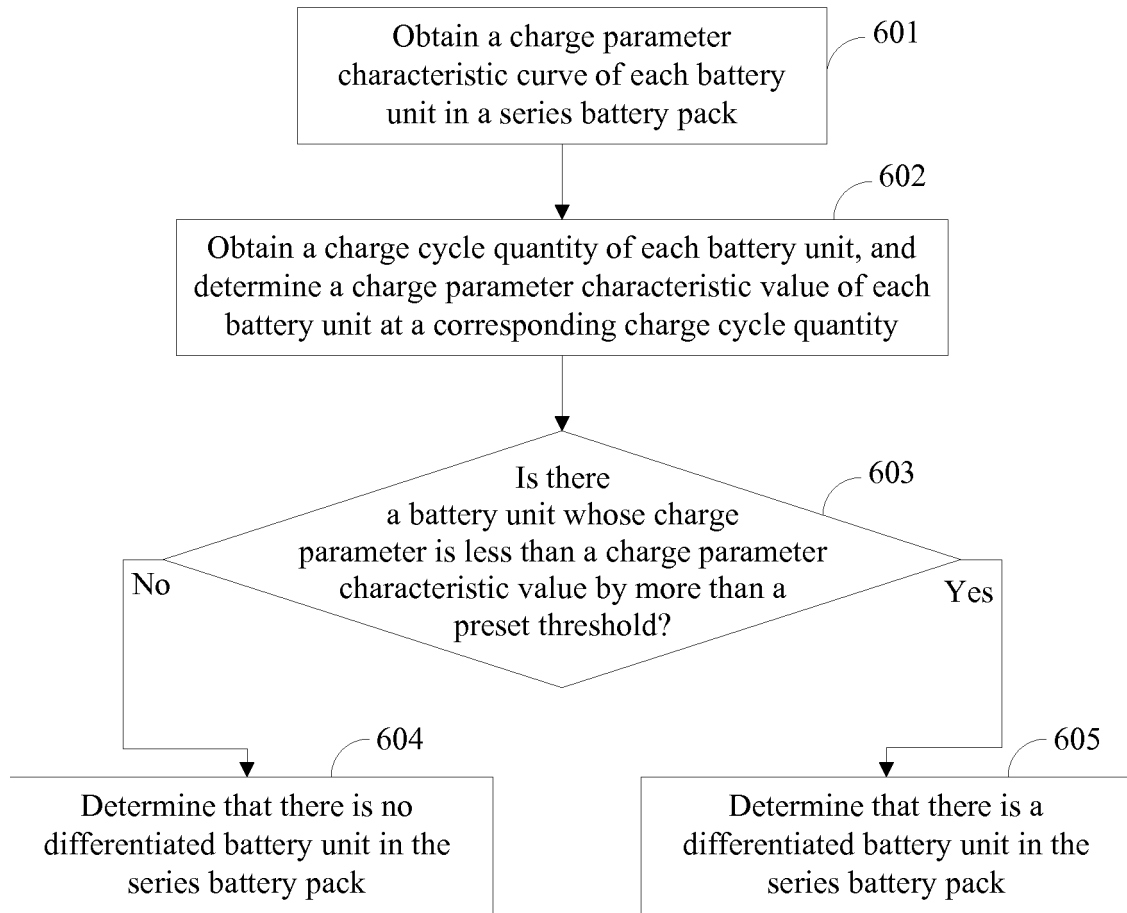 Obtain a charge parameter
characteristic curve of each battery
unit in a series battery pack
601
602
Obtain a charge cycle quantity of each battery unit, and
determine a charge parameter characteristic value of each
battery unit at a corresponding charge cycle quantity
603
Is there
a battery unit whose charge
parameter is less than a charge parameter
characteristic value by more than a
preset threshold?
No
Yes
604
Determine that there is no
differentiated battery unit in the
series battery pack
605
Determine that there is a
differentiated battery unit in the
series battery pack